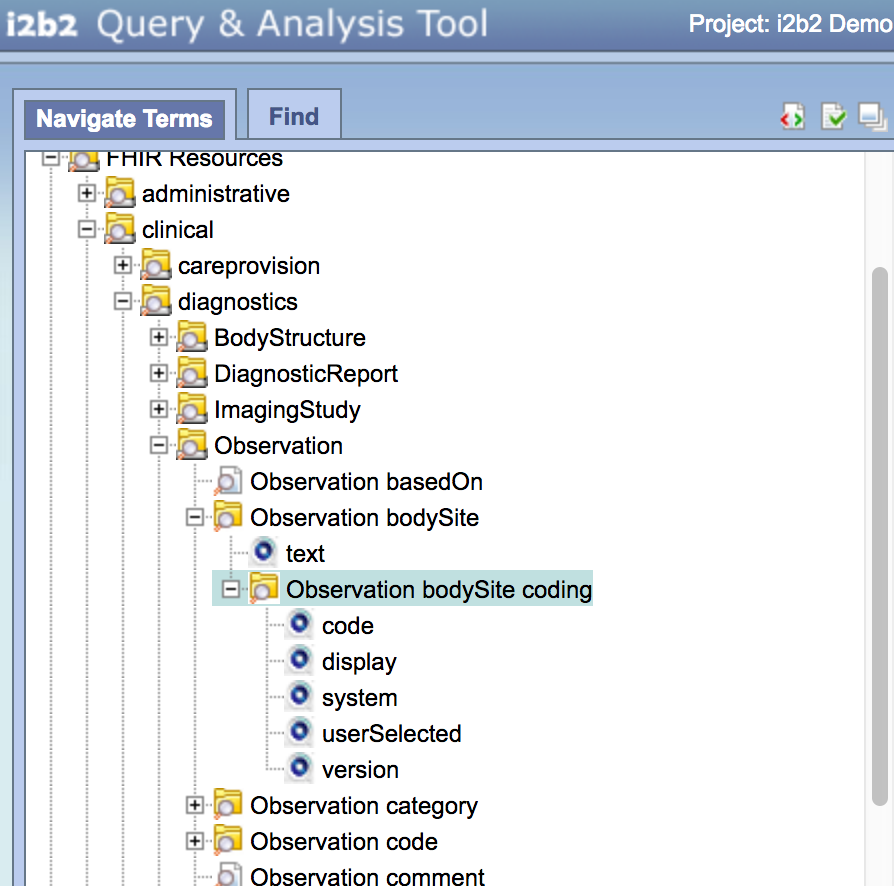 i2b2 Query & Analysis Tool
Project: i2b2 Demo
Navigate Terms
Find
FHIR Resources
administrative
clinical
careprovision
diagnostics
BodyStructure
DiagnosticReport
ImagingStudy
Observation
Observation basedOn
Observation bodySite
text
Observation bodySite coding
code
display
system
userSelected
version
Observation category
Observation code
Observation comment